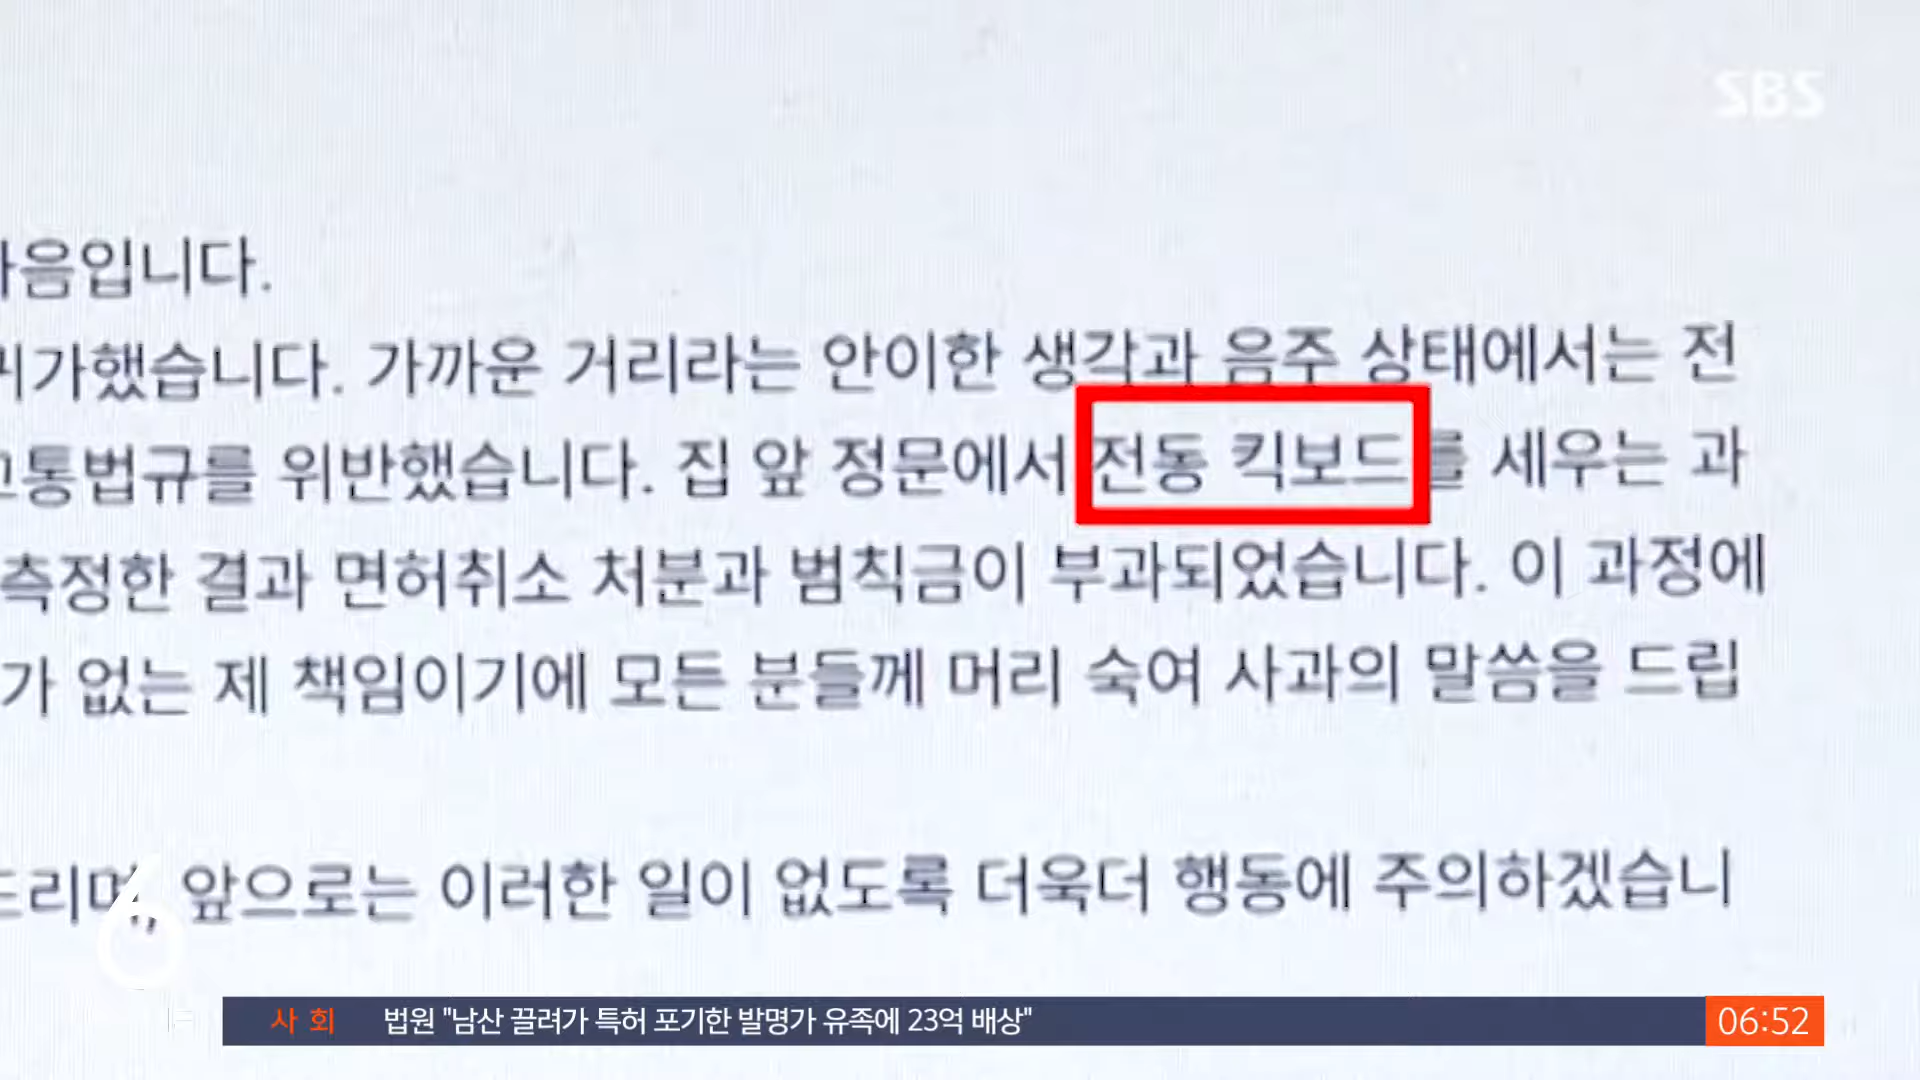 SBS
마음입니다.
귀가했습니다. 가까운 거리라는 안이한 생각과 음주 상태에서는 전
교통법규를 위반했습니다. 집 앞 정문에서 전동 킥보드를 세우는 과
측정한 결과 면허취소 처분과 범칙금이 부과되었습니다. 이 과정에
가 없는 제 책임이기에 모든 분들께 머리 숙여 사과의 말씀을 드립
드리며, 앞으로는 이러한 일이 없도록 더욱더 행동에 주의하겠습니
6
사회 법원 "남산 끌려가 특허 포기한 발명가 유족에 23억 배상" 06:52